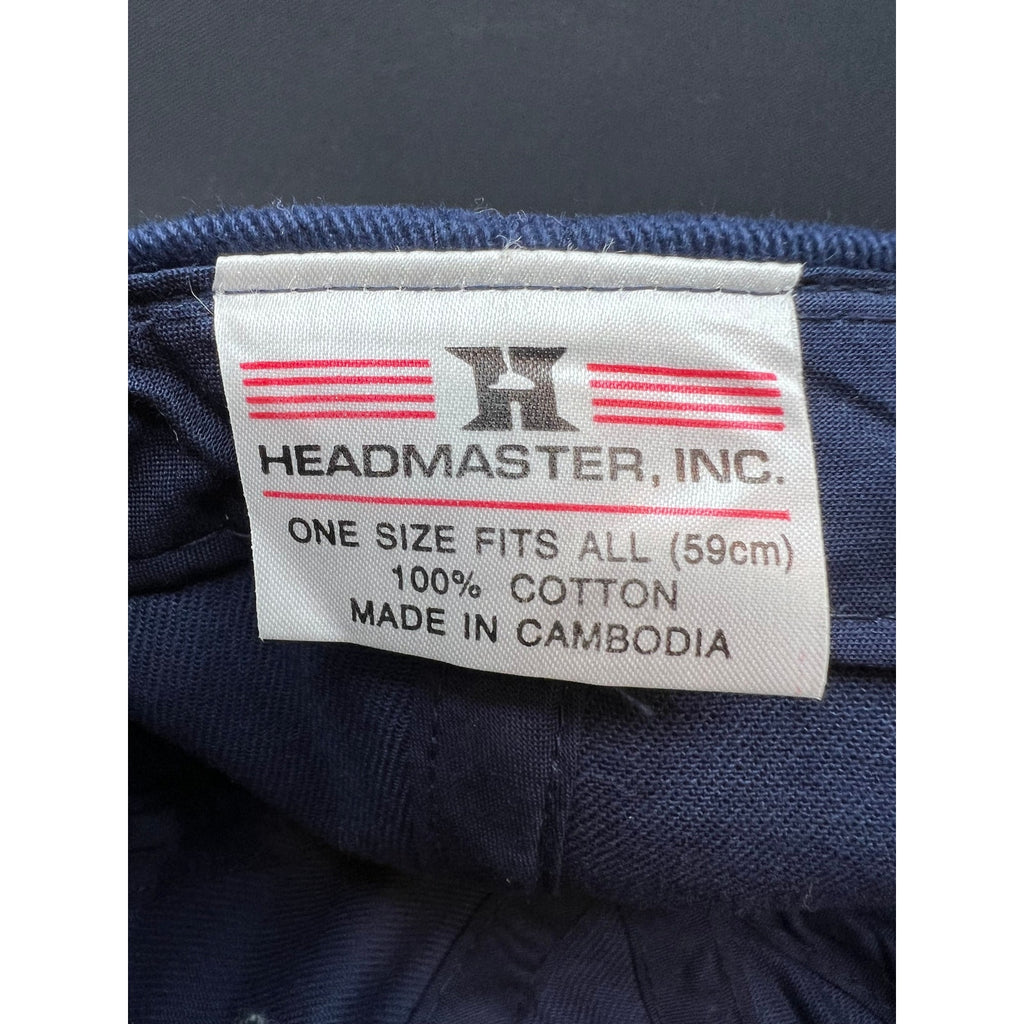 H
HEADMASTER, INC.
ONE SIZE FITS ALL (59cm)
100% COTTON
MADE IN CAMBODIA